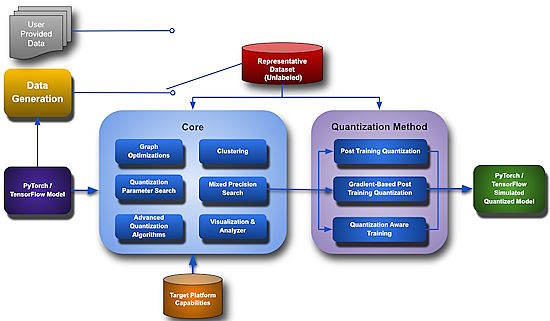 User
Provided
Data
Data
Generation
Representative
Dataset
(Unlabeled)
Core
Graph
Optimizations
Clustering
Quantization
Parameter Search
Mixed Precision
Search
Advanced
Quantization
Algorithms
Visualization &
Analyzer
Quantization Method
Post Training Quantization
Gradient-Based Post
Training Quantization
Quantization Aware
Training
PyTorch /
TensorFlow Model
PyTorch /
TensorFlow
Simulated
Quantized Model
Target Platform
Capabilities